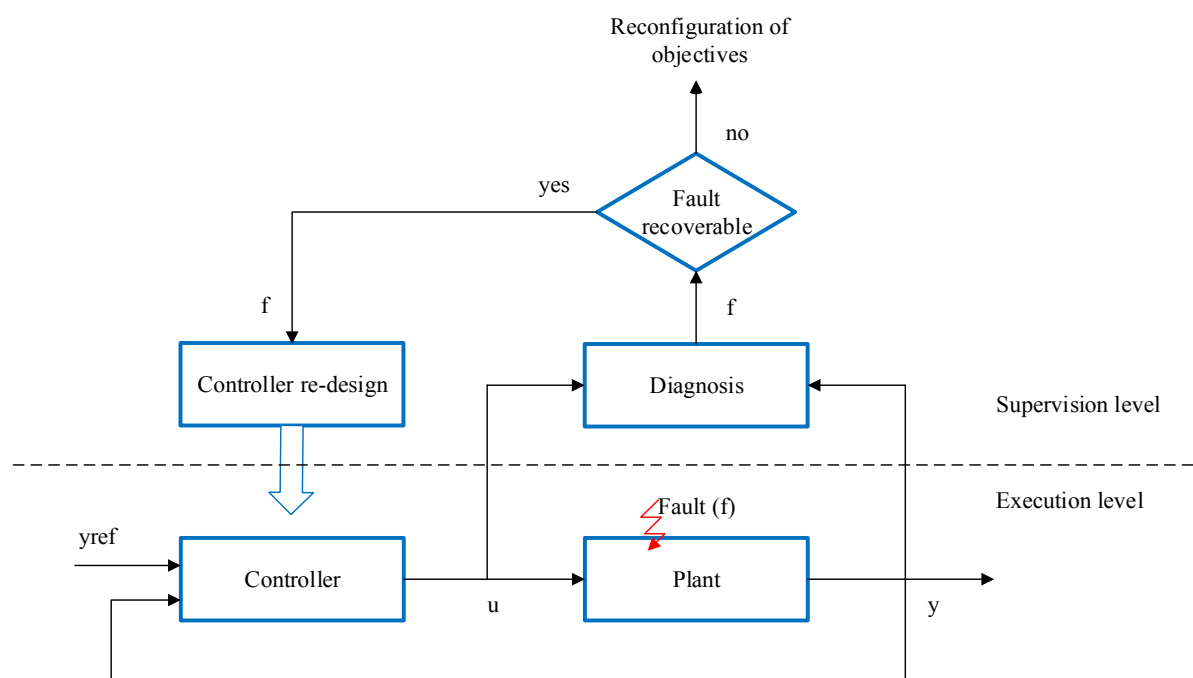 Reconfiguration of
objectives
no
yes
Fault
recoverable
f
f
Controller re-design
Diagnosis
Supervision level
Execution level
Fault (f)
yref
Controller
Plant
u
y